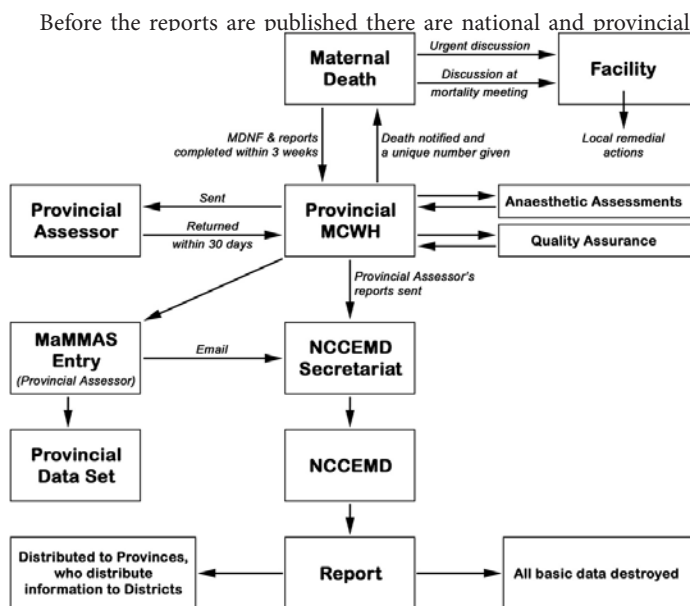 Before the reports are published there are national and provincial
Maternal
Death
Urgent discussion
Discussion at
mortality meeting
Facility
MDNF & reports
completed within 3 weeks
Death notified and
a unique number given
Local remedial
actions
Provincial
Assessor
Sent
Returned
within 30 days
Provincial
MCWH
Anaesthetic Assessments
Quality Assurance
Provincial Assessor's
reports sent
MaMMAS
Entry
(Provincial Assessor)
Email
NCCEMD
Secretariat
Provincial
Data Set
NCCEMD
Distributed to Provinces,
who distribute
information to Districts
Report
All basic data destroyed